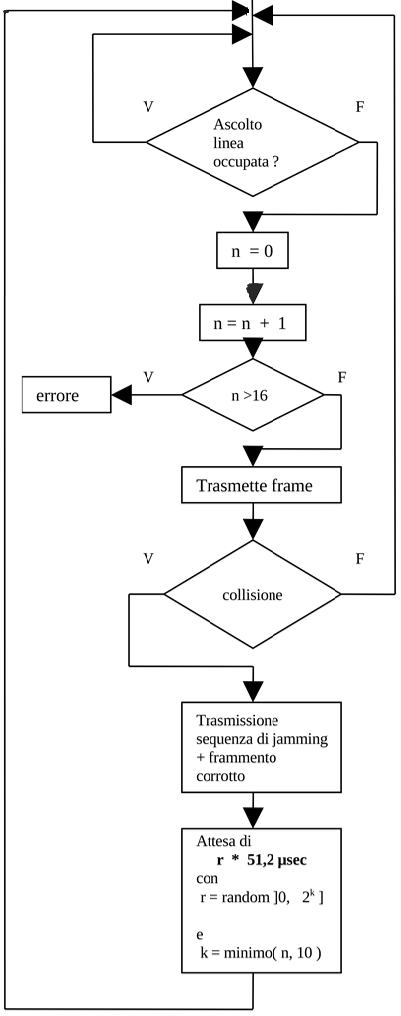 V
F
Ascolto
linea
occupata ?
n = 0
n = n + 1
V
F
errore
n >16
Trasmette frame
V
F
collisione
Trasmissione
sequenza di jamming
+ frammento
corrotto
Attesa di
r * 51,2 µsec
con
r = random ]0, 2^k ]
e
k = minimo( n, 10 )